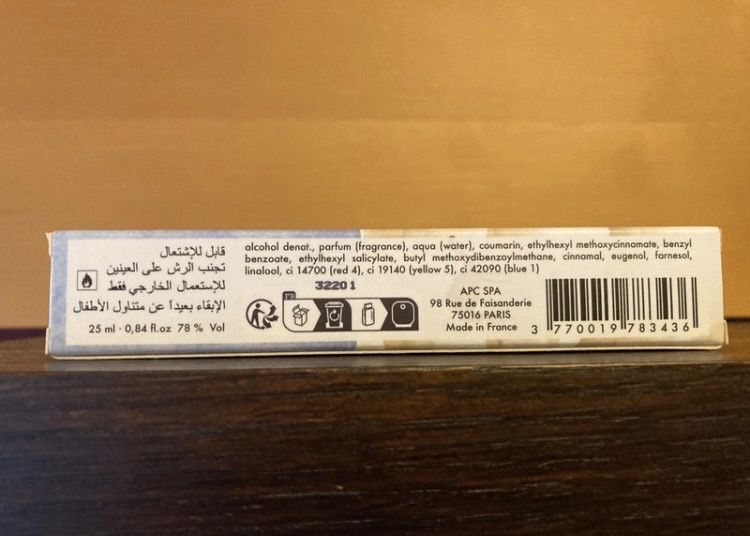 قابل للإشتعال
تجنب الرش على العينين
للإستعمال الخارجي فقط
الإبقاء بعيداً عن متناول الأطفال
25 ml · 0,84 fl.oz 78 % Vol
alcohol denat., parfum (fragrance), aqua (water), coumarin, ethylhexyl methoxycinnamate, benzyl
benzoate, ethylhexyl salicylate, butyl methoxydibenzoylmethane, cinnamal, eugenol, farnesol,
linalool, ci 14700 (red 4), ci 19140 (yellow 5), ci 42090 (blue 1)
32201
FR
APC SPA
98 Rue de Faisanderie
75016 PARIS
Made in France
3 770019 783436